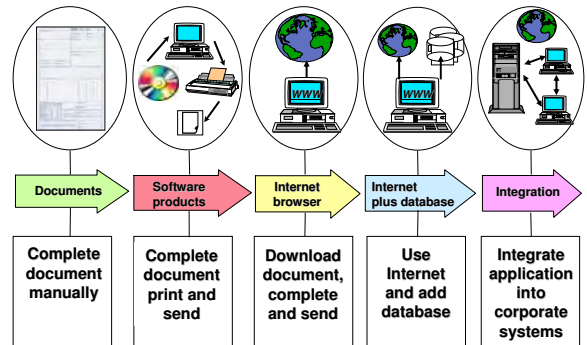 WWW
WWW
Documents
Software
products
Internet
browser
Internet
plus database
Integration
Complete
document
manually
Complete
document
print and
send
Download
document,
complete
and send
Use
Internet
and add
database
Integrate
application
into
corporate
systems